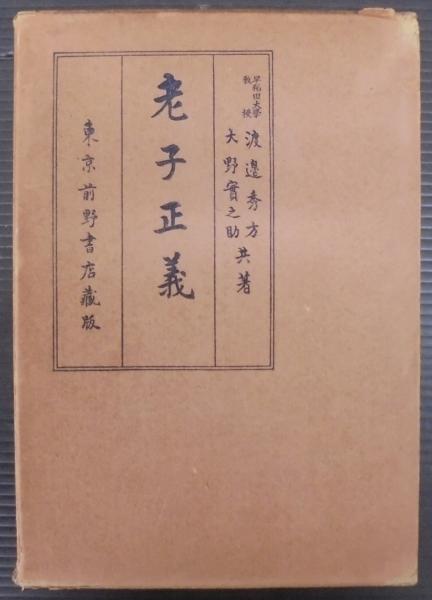 早稲田大學
教授
渡邊秀方
大野實之助
共著
老子正義
東京前野書店藏版